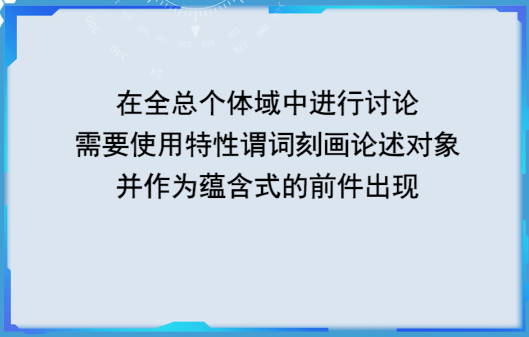 在全总个体域中进行讨论
需要使用特性谓词刻画论述对象
并作为蕴含式的前件出现